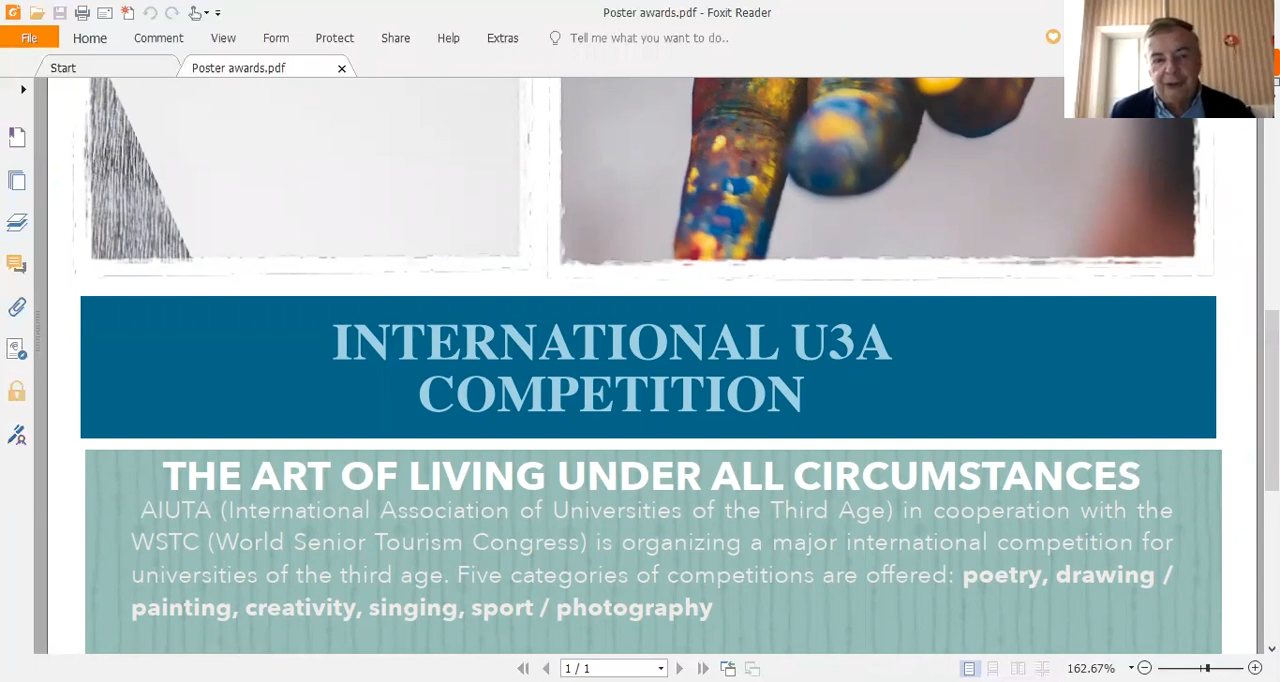 Poster awards.pdf - Foxit Reader
File Home Comment View Form Protect Share Help Extras Tell me what you want to do..
Start Poster awards.pdf
INTERNATIONAL U3A
COMPETITION
THE ART OF LIVING UNDER ALL CIRCUMSTANCES
AIUTA (International Association of Universities of the Third Age) in cooperation with the
WSTC (World Senior Tourism Congress) is organizing a major international competition for
universities of the third age. Five categories of competitions are offered: poetry, drawing /
painting, creativity, singing, sport / photography
1 / 1
162.67%